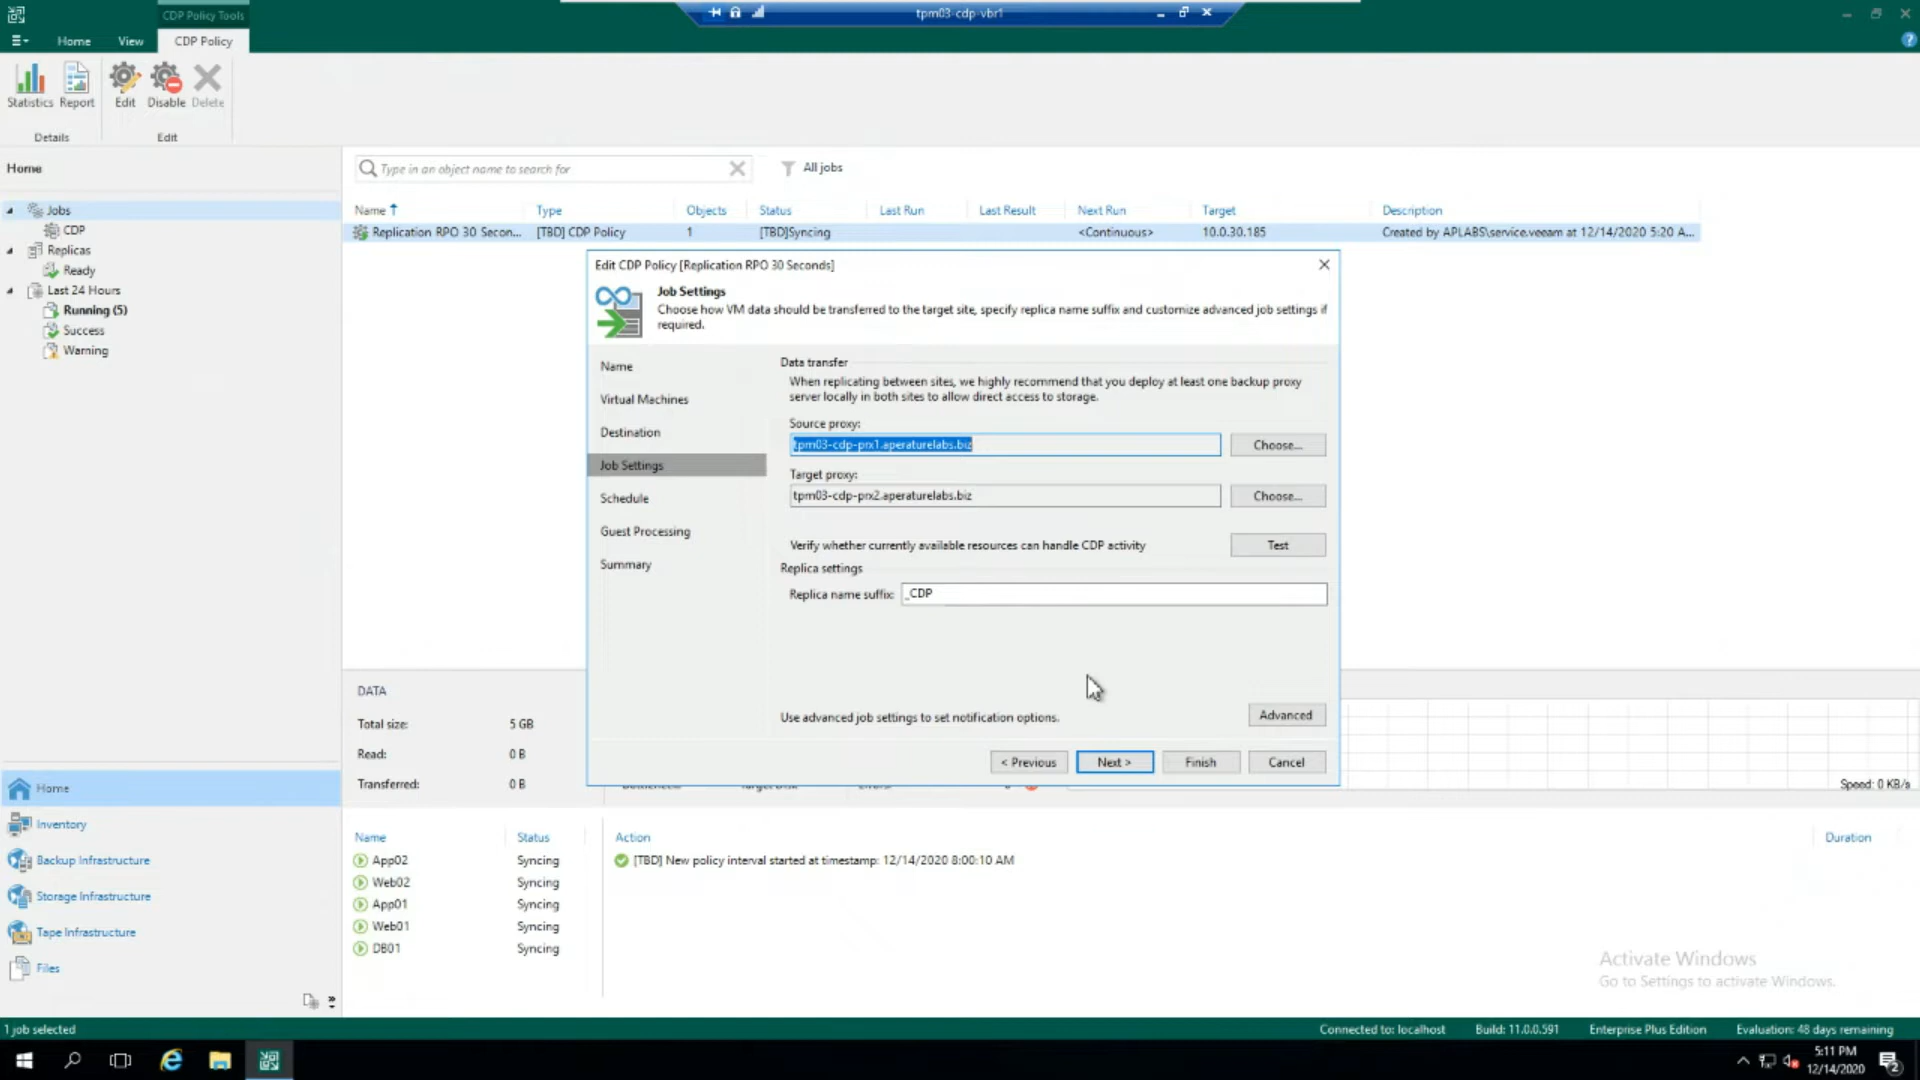 CDP Policy Tools
tpm03-cdp-vbr1
Home
View
CDP Policy
Statistics
Report
Edit
Disable
Delete
Details
Edit
Home
Type in an object name to search for
All jobs
Jobs
CDP
Replicas
Ready
Last 24 Hours
Running (5)
Success
Warning
Name
Type
Objects
Status
Last Run
Last Result
Next Run
Target
Description
Replication RPO 30 Secon...
[TBD] CDP Policy
1
[TBD]Syncing
<Continuous>
10.0.30.185
Created by APLABS\service.veeam at 12/14/2020 5:20 A...
Edit CDP Policy [Replication RPO 30 Seconds]
Job Settings
Choose how VM data should be transferred to the target site, specify replica name suffix and customize advanced job settings if
required.
Name
Virtual Machines
Destination
Job Settings
Schedule
Guest Processing
Summary
Data transfer
When replicating between sites, we highly recommend that you deploy at least one backup proxy
server locally in both sites to allow direct access to storage.
Source proxy:
tpm03-cdp-prx1.aperaturelabs.biz
Choose...
Target proxy:
tpm03-cdp-prx2.aperaturelabs.biz
Choose...
Verify whether currently available resources can handle CDP activity
Test
Replica settings
Replica name suffix:
_CDP
Use advanced job settings to set notification options.
Advanced
< Previous
Next >
Finish
Cancel
DATA
Total size:
5 GB
Read:
0 B
Transferred:
0 B
Speed: 0 KB/s
Home
Inventory
Backup Infrastructure
Storage Infrastructure
Tape Infrastructure
Files
Name
Status
Action
Duration
App02
Syncing
[TBD] New policy interval started at timestamp: 12/14/2020 8:00:10 AM
Web02
Syncing
App01
Syncing
Web01
Syncing
DB01
Syncing
Activate Windows
Go to Settings to activate Windows.
1 job selected
Connected to: localhost
Build: 11.0.0.591
Enterprise Plus Edition
Evaluation: 48 days remaining
5:11 PM
12/14/2020
2